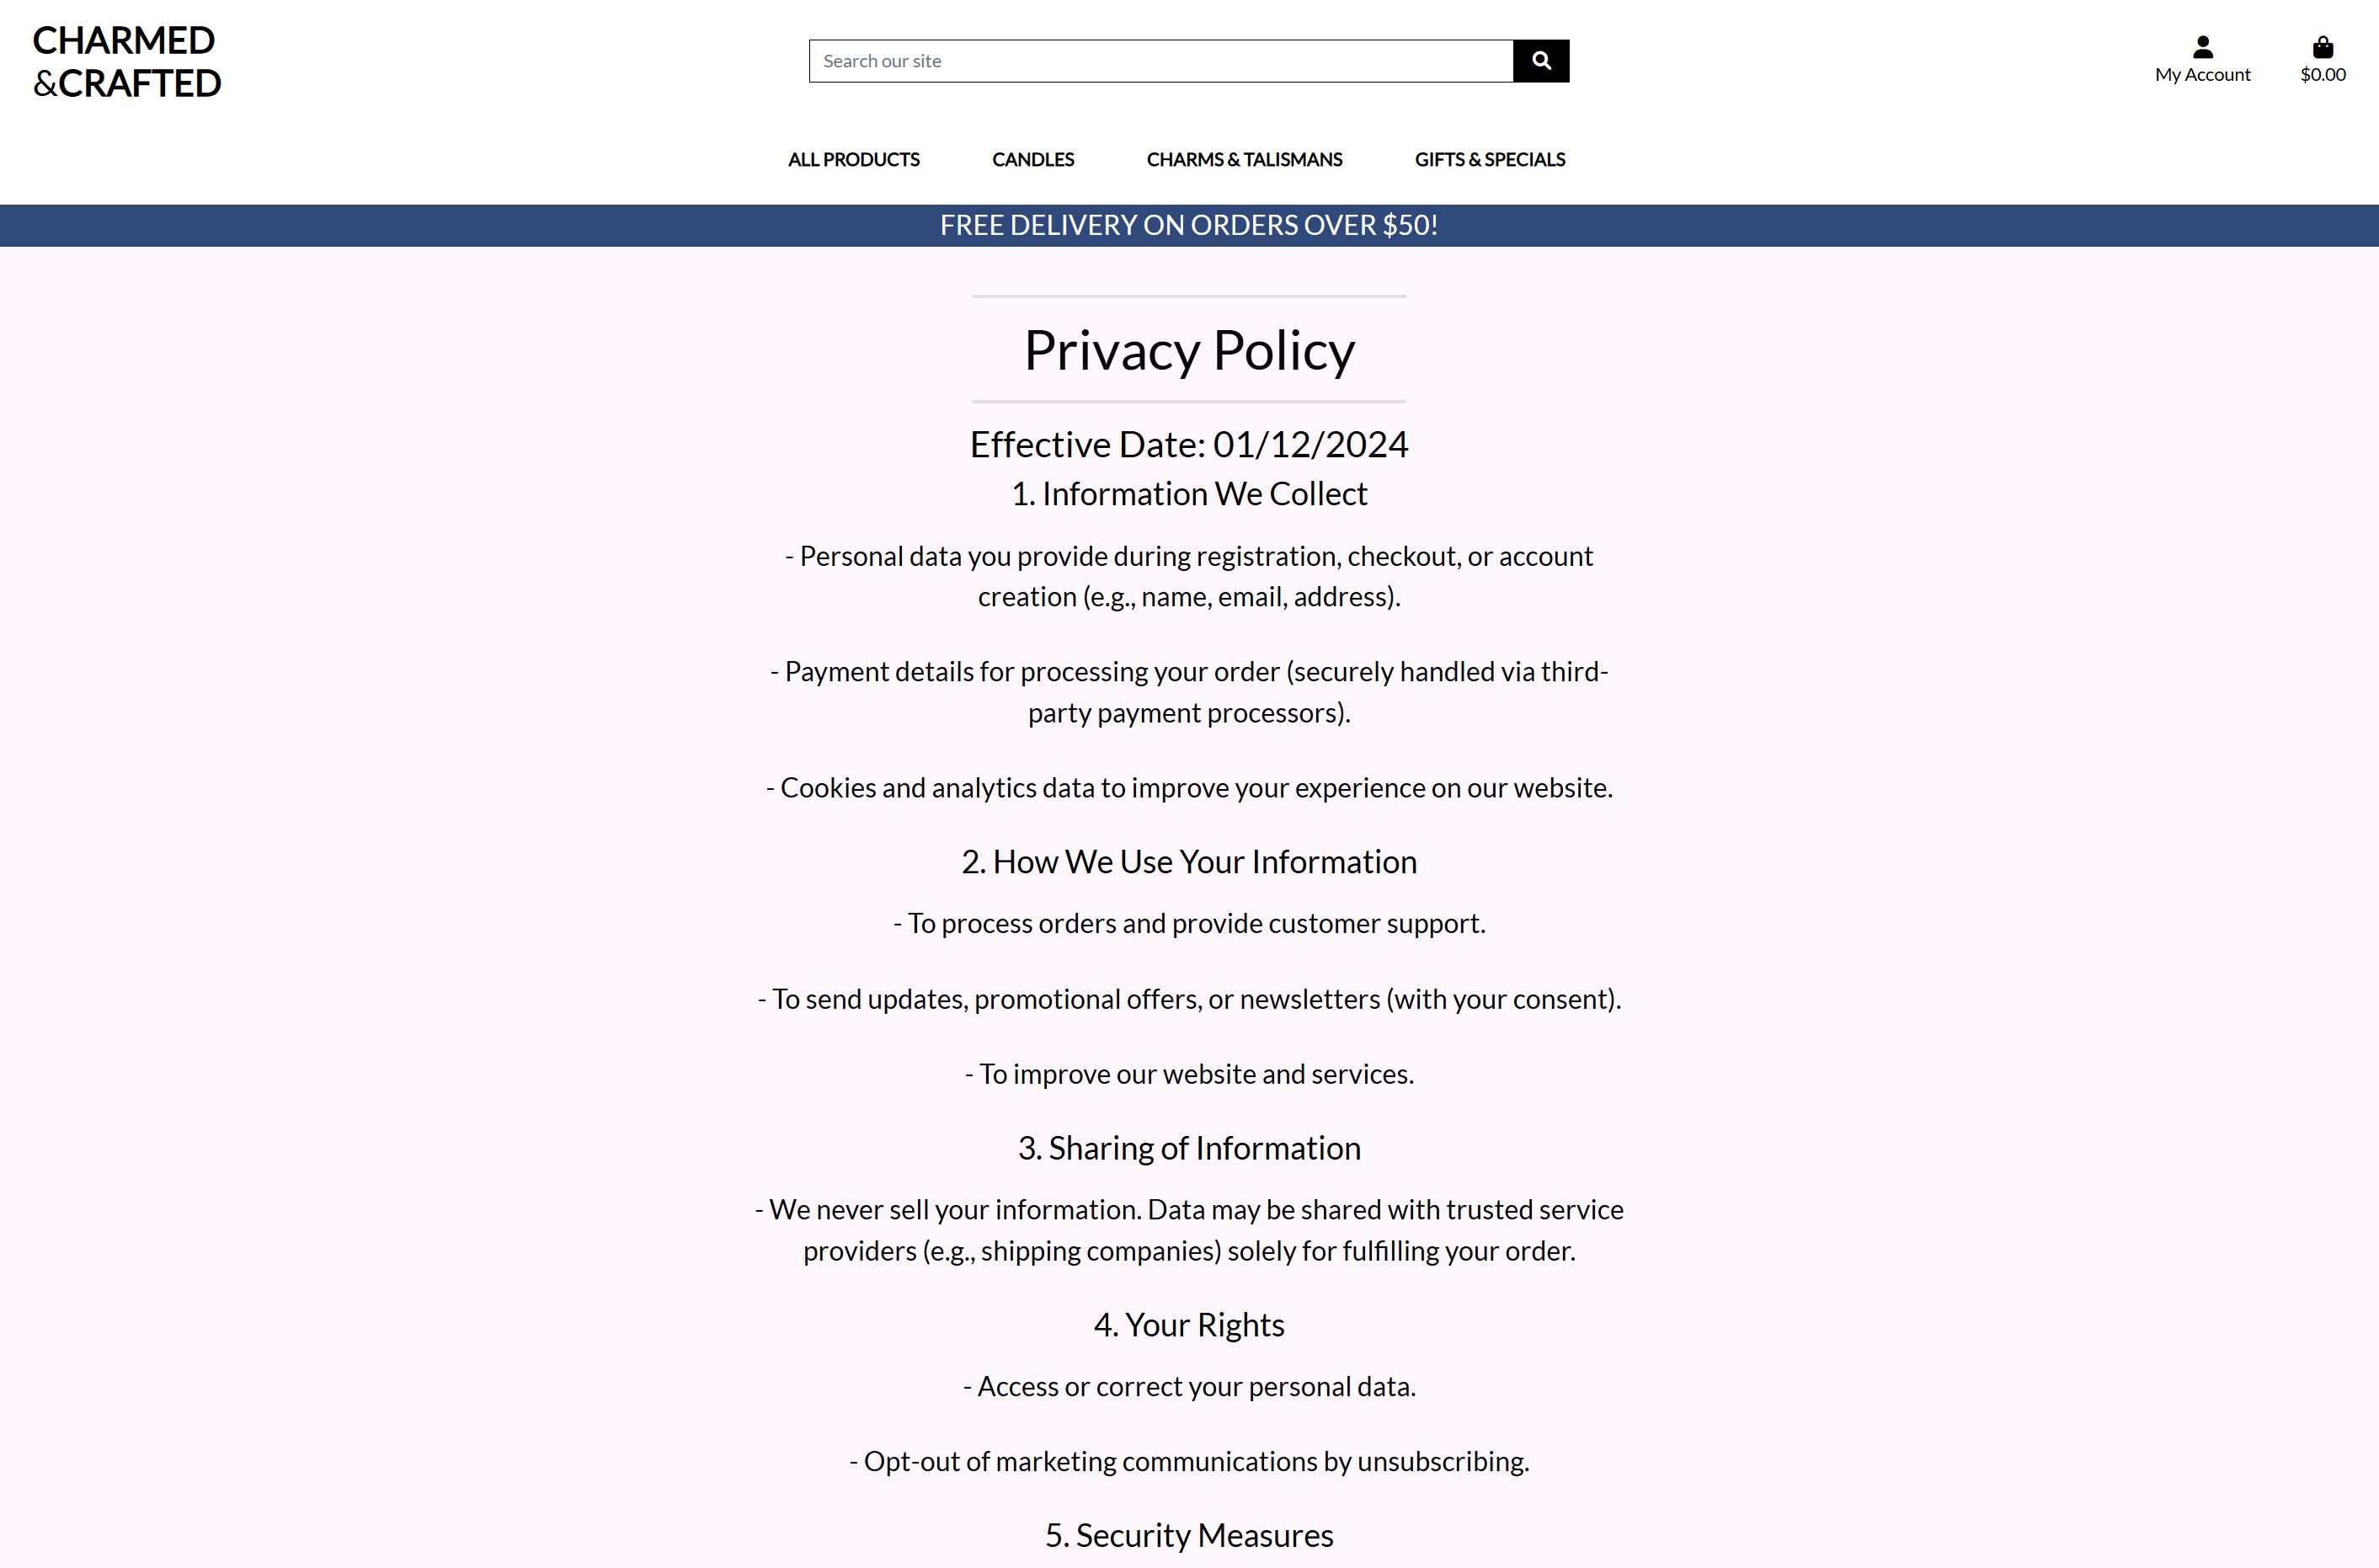 CHARMED
&CRAFTED
Search our site
My Account
$0.00
ALL PRODUCTS
CANDLES
CHARMS & TALISMANS
GIFTS & SPECIALS
FREE DELIVERY ON ORDERS OVER $50!
Privacy Policy
Effective Date: 01/12/2024
1. Information We Collect
- Personal data you provide during registration, checkout, or account
creation (e.g., name, email, address).
- Payment details for processing your order (securely handled via third-
party payment processors).
- Cookies and analytics data to improve your experience on our website.
2. How We Use Your Information
- To process orders and provide customer support.
- To send updates, promotional offers, or newsletters (with your consent).
- To improve our website and services.
3. Sharing of Information
- We never sell your information. Data may be shared with trusted service
providers (e.g., shipping companies) solely for fulfilling your order.
4. Your Rights
- Access or correct your personal data.
- Opt-out of marketing communications by unsubscribing.
5. Security Measures